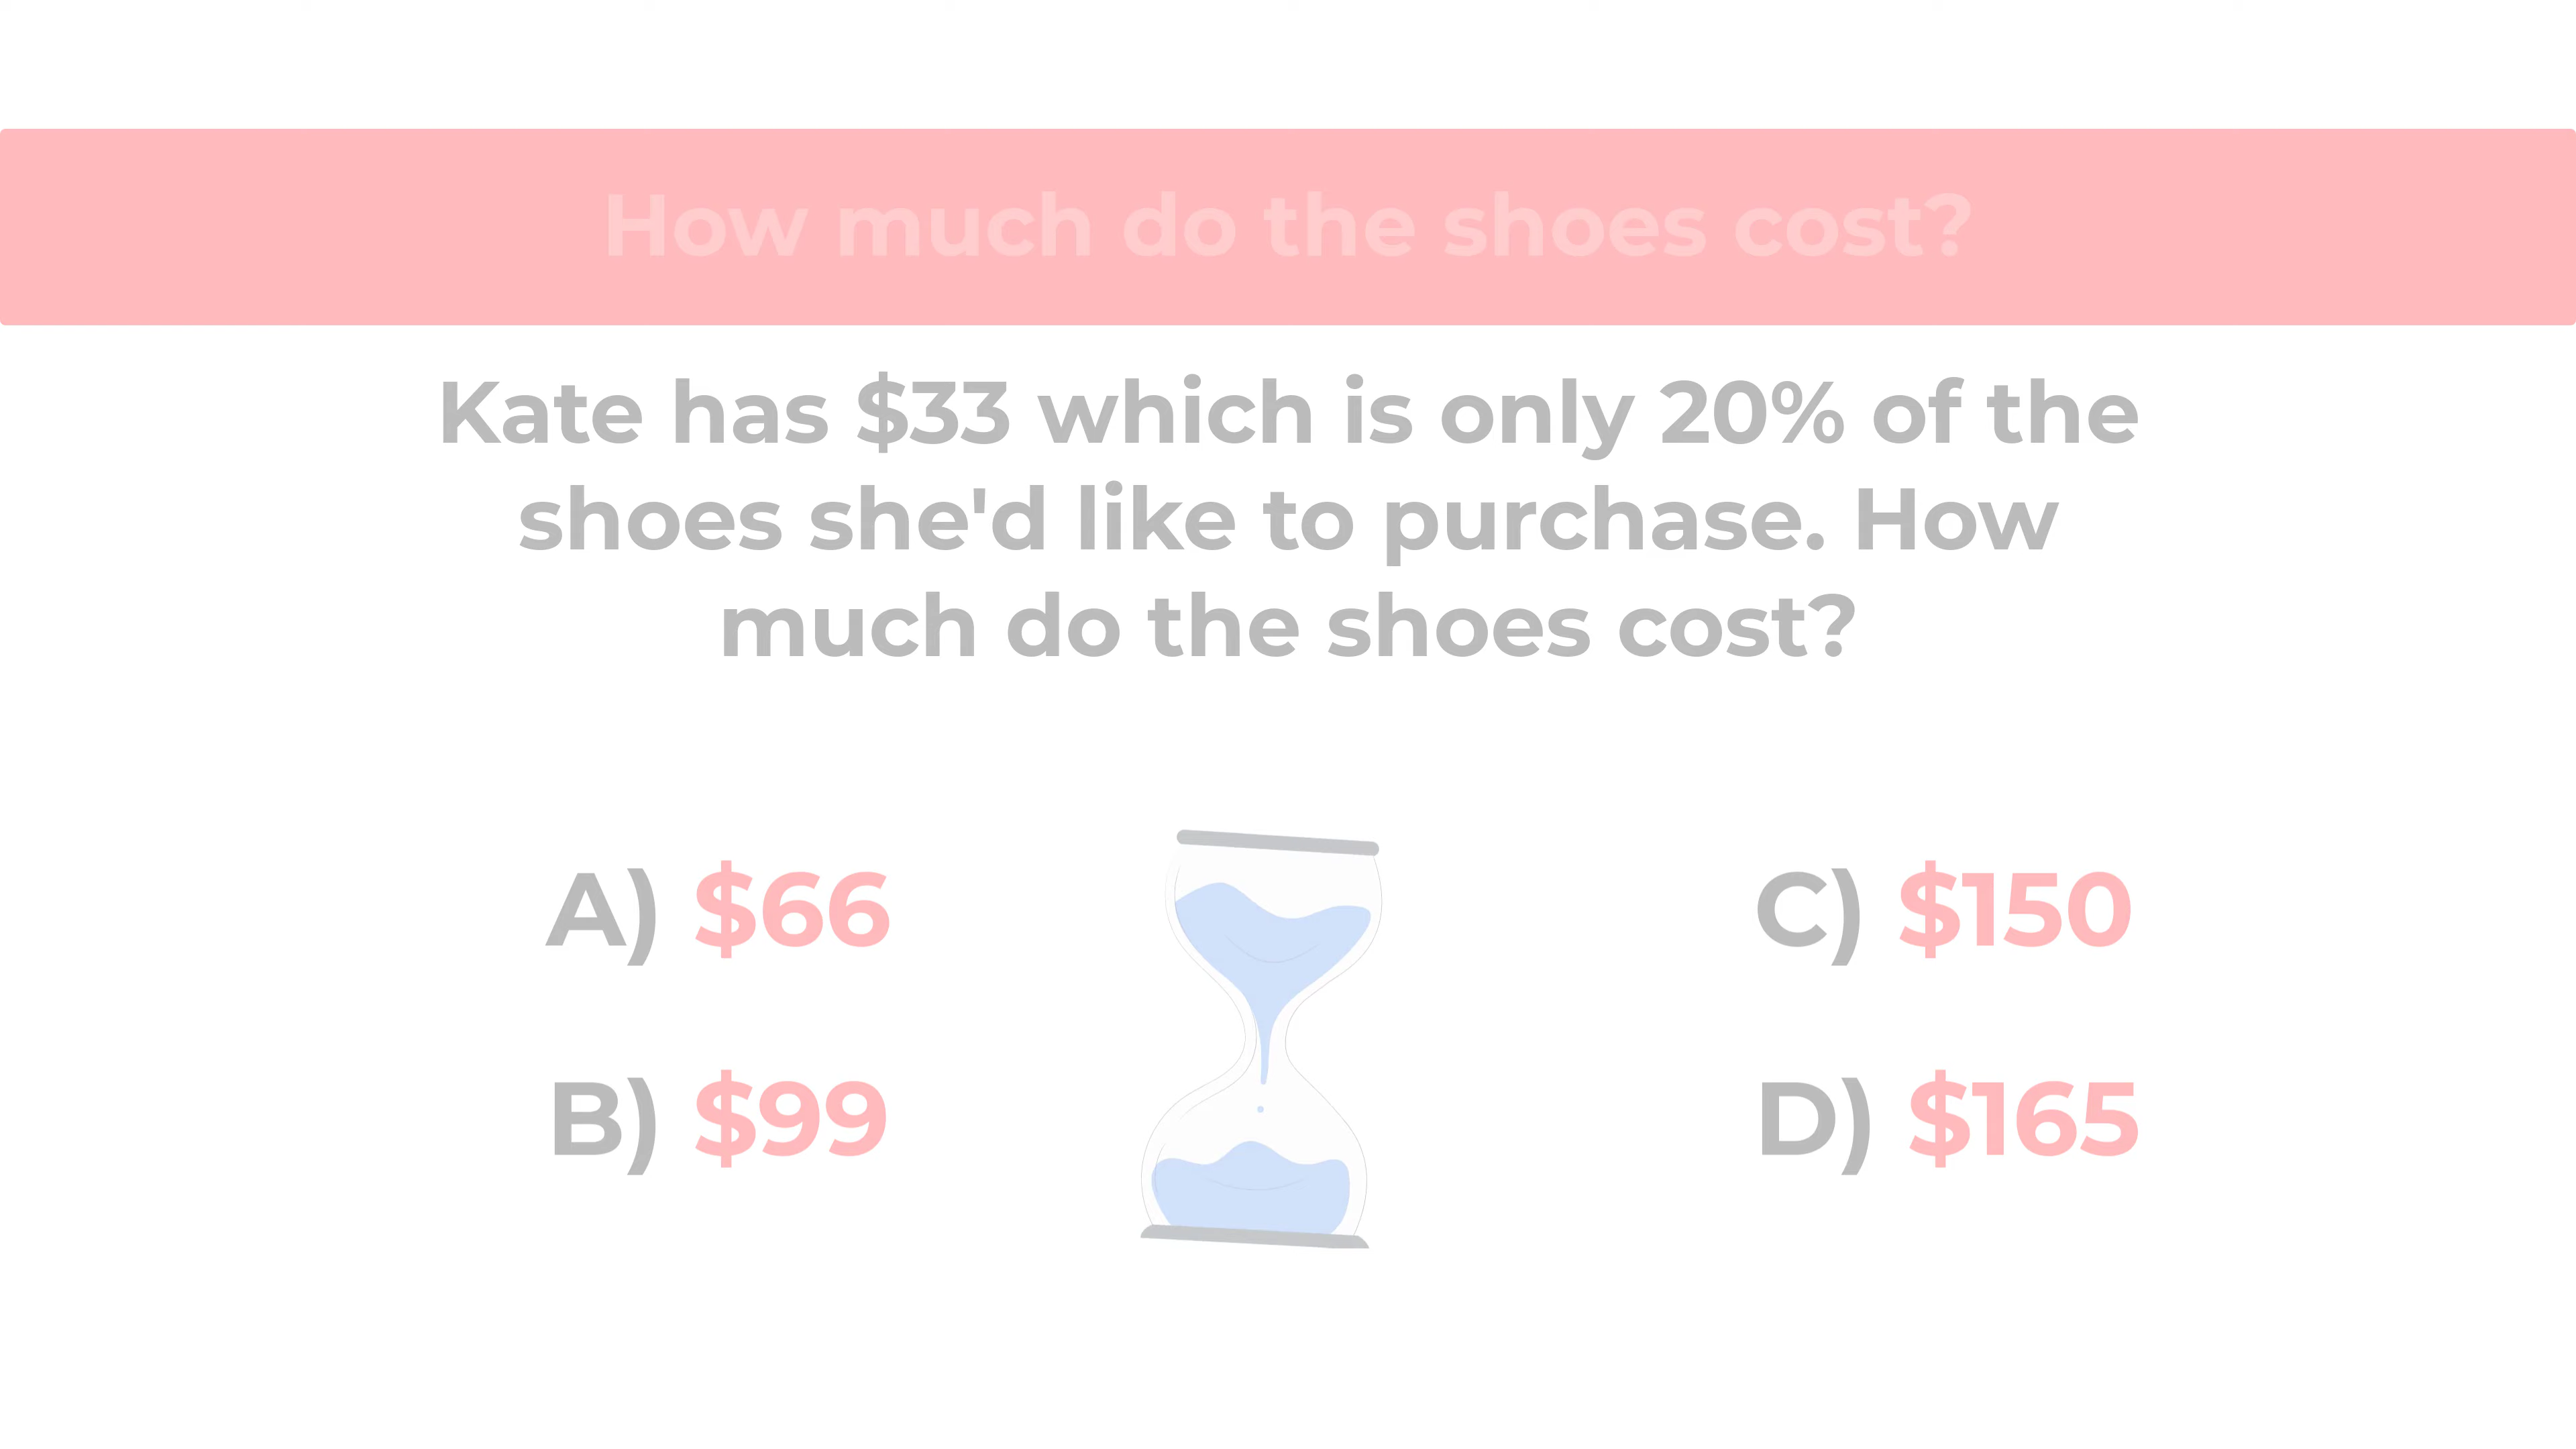 How much do the shoes cost?
Kate has $33 which is only 20% of the
shoes she'd like to purchase. How
much do the shoes cost?
A) $66
B) $99
C) $150
D) $165